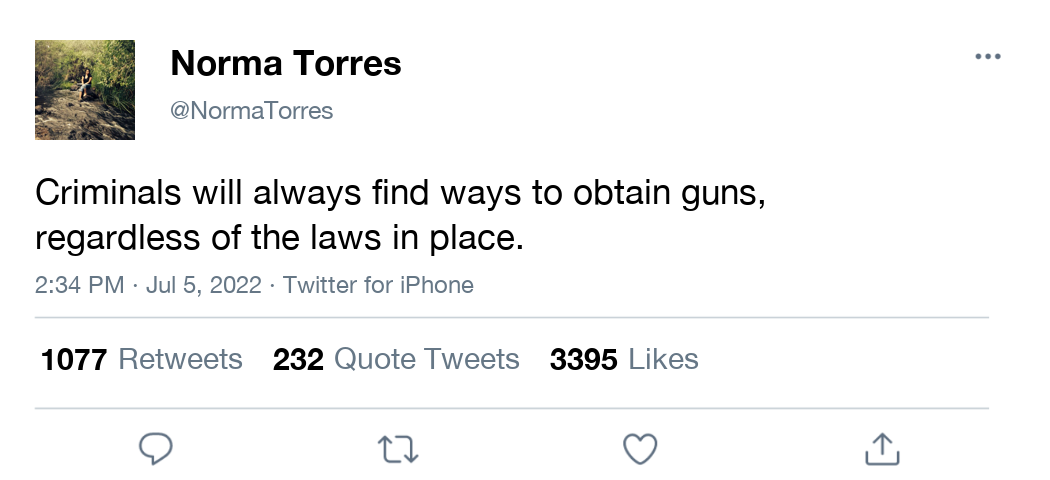 Norma Torres
@NormaTorres
Criminals will always find ways to obtain guns,
regardless of the laws in place.
2:34 PM · Jul 5, 2022 · Twitter for iPhone
1077 Retweets 232 Quote Tweets 3395 Likes